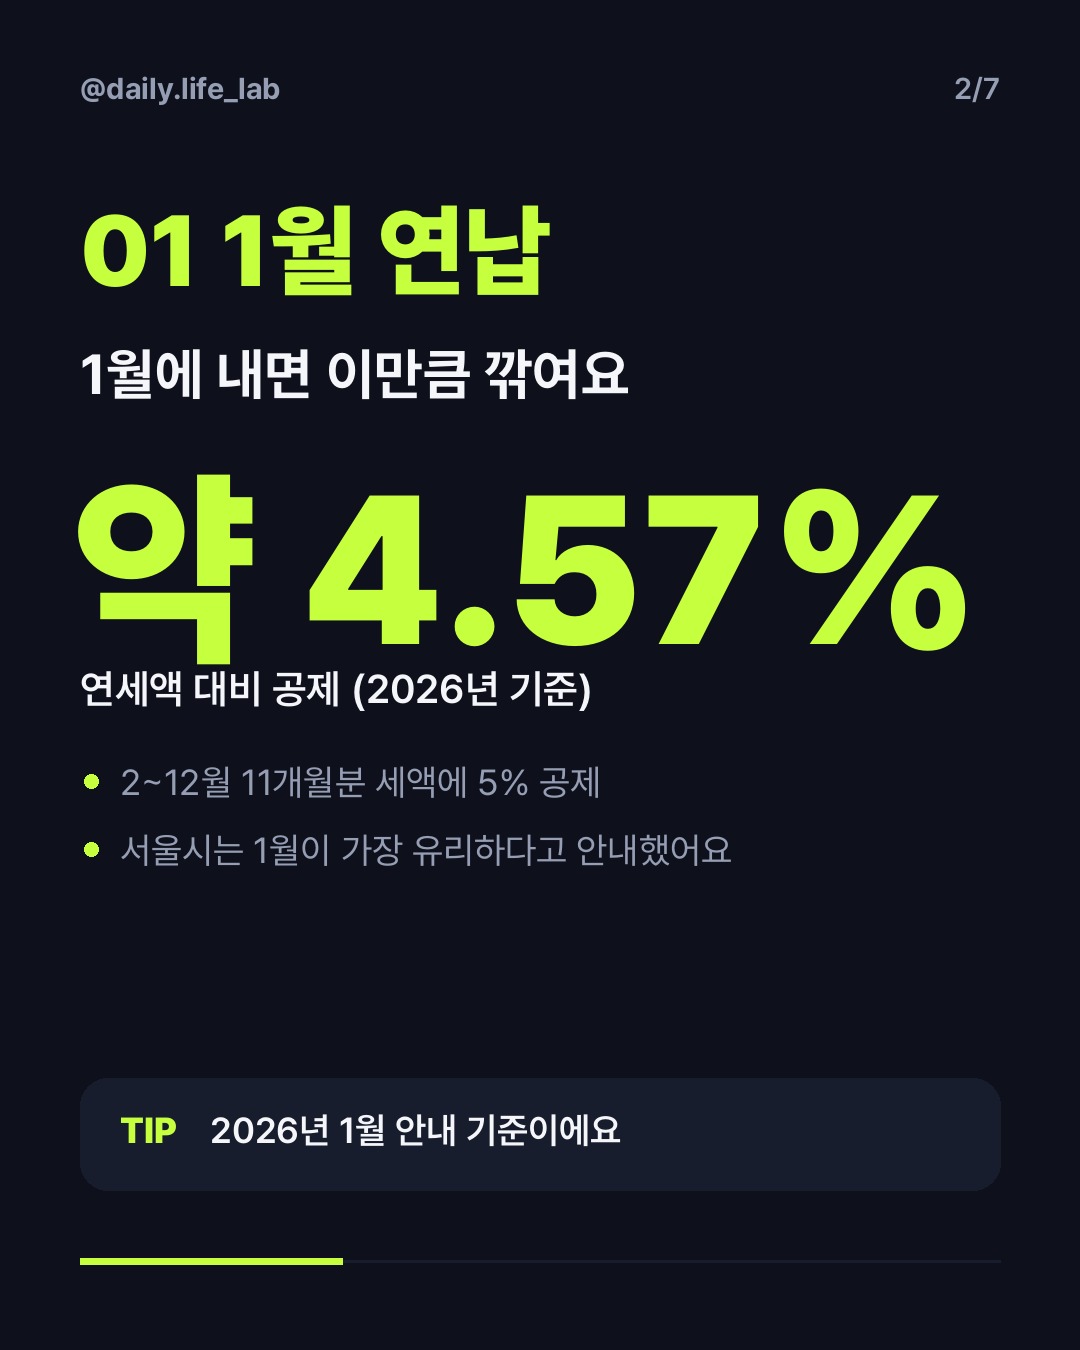 @daily.life_lab
2/7
01 1월 연납
1월에 내면 이만큼 깎여요
약 4.57%
연세액 대비 공제 (2026년 기준)
2~12월 11개월분 세액에 5% 공제
서울시는 1월이 가장 유리하다고 안내했어요
TIP 2026년 1월 안내 기준이에요